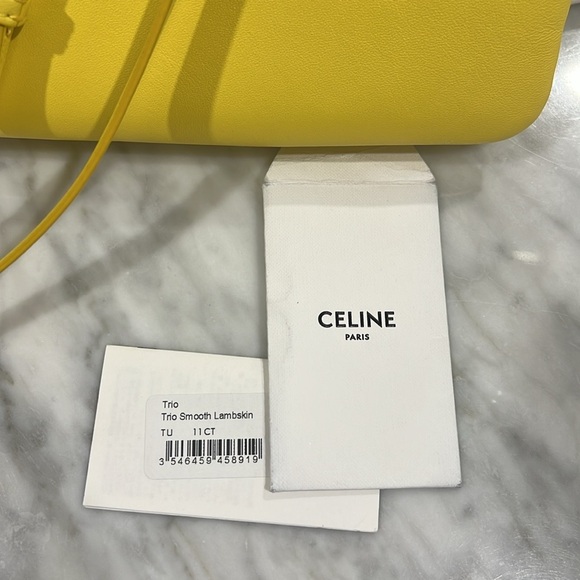 CELINE
PARIS
Trio
Trio Smooth Lambskin
TU 11CT
3 546459 458919